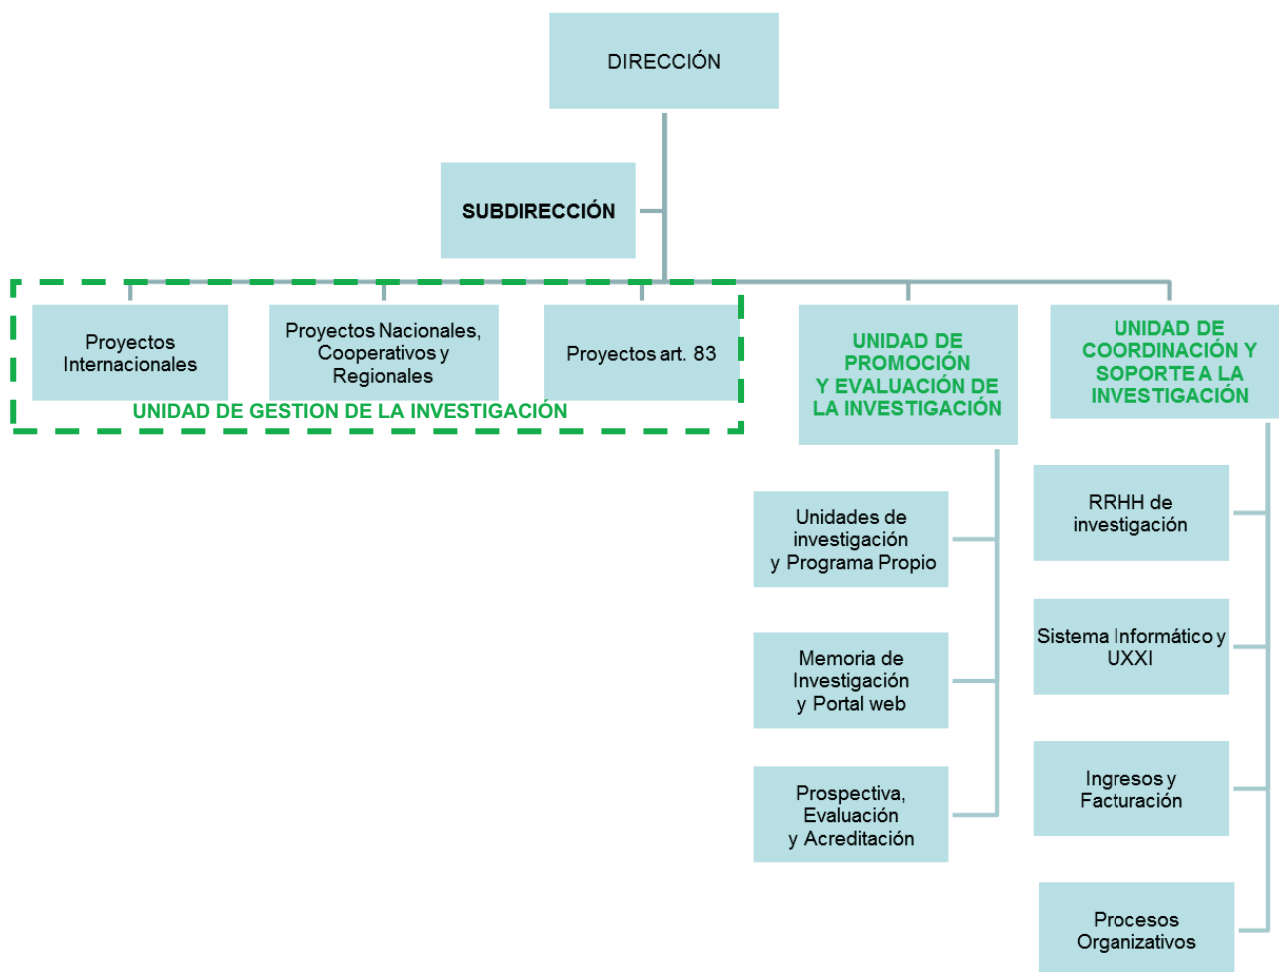 DIRECCIÓN
SUBDIRECCIÓN
Proyectos
Internacionales
Proyectos Nacionales,
Cooperativos y
Regionales
Proyectos art. 83
UNIDAD DE GESTION DE LA INVESTIGACIÓN
UNIDAD DE
PROMOCIÓN
Y EVALUACIÓN DE
LA INVESTIGACIÓN
UNIDAD DE
COORDINACIÓN Y
SOPORTE A LA
INVESTIGACIÓN
Unidades de
investigación
y Programa Propio
Memoria de
Investigación
y Portal web
Prospectiva,
Evaluación
y Acreditación
RRHH de
investigación
Sistema Informático y
UXXI
Ingresos y
Facturación
Procesos
Organizativos